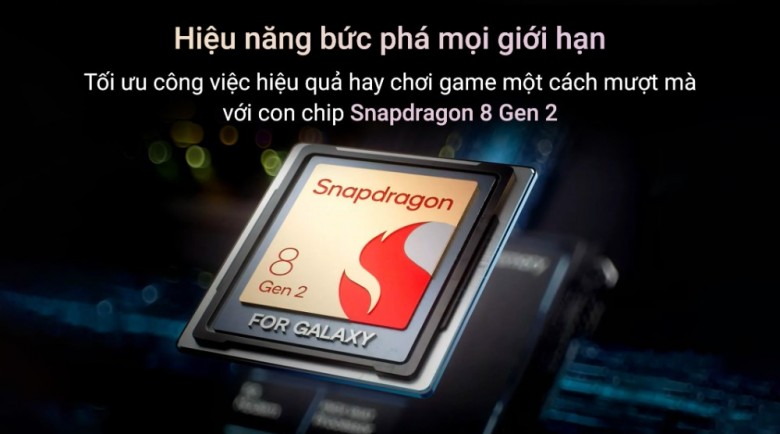 Hiệu năng bức phá mọi giới hạn
Tối ưu công việc hiệu quả hay chơi game một cách mượt mà
với con chip Snapdragon 8 Gen 2
Snapdragon
8
Gen 2
FOR GALAXY